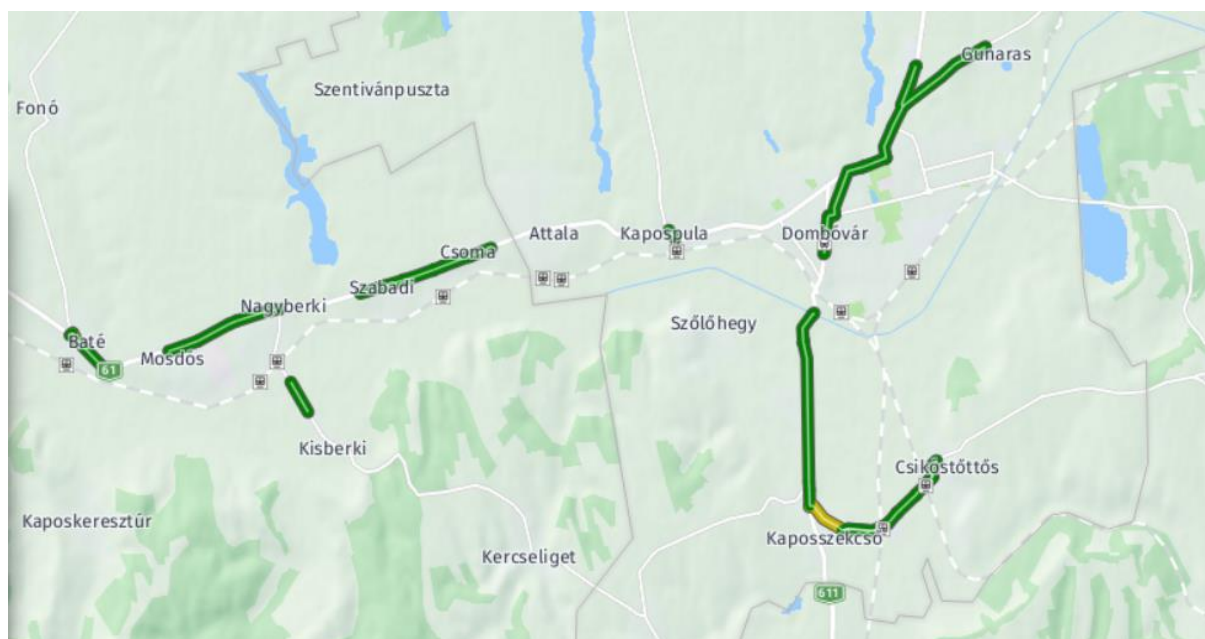 Gunaras
Szentivánpuszta
Fonó
Attala
Kapospula
Dombóvár
Csoma
Szabadi
Nagyberki
Szőlőhegy
Baté
Mosdós
61
Kisberki
Csikóstőttős
Kaposkeresztúr
Kaposszekcső
Kercseliget
611